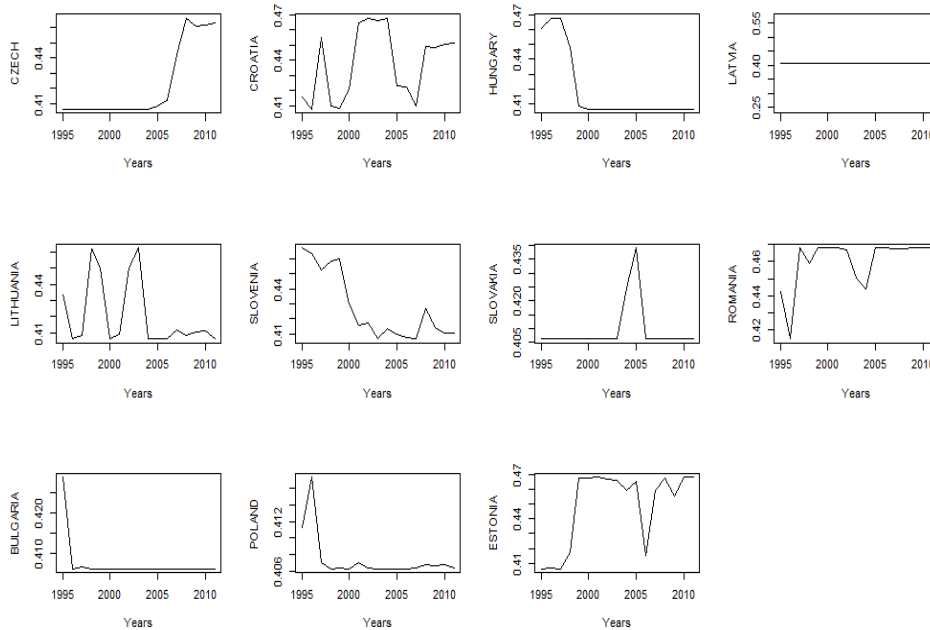 CZECH
0.41 0.44
1995 2000 2005 2010
Years
CROATIA
0.41 0.44 0.47
1995 2000 2005 2010
Years
HUNGARY
0.41 0.44 0.47
1995 2000 2005 2010
Years
LATVIA
0.25 0.40 0.55
1995 2000 2005 2010
Years
LITHUANIA
0.41 0.44
1995 2000 2005 2010
Years
SLOVENIA
0.41 0.44
1995 2000 2005 2010
Years
SLOVAKIA
0.405 0.420 0.435
1995 2000 2005 2010
Years
ROMANIA
0.42 0.44 0.46
1995 2000 2005 2010
Years
BULGARIA
0.410 0.420
1995 2000 2005 2010
Years
POLAND
0.406 0.412
1995 2000 2005 2010
Years
ESTONIA
0.41 0.44 0.47
1995 2000 2005 2010
Years